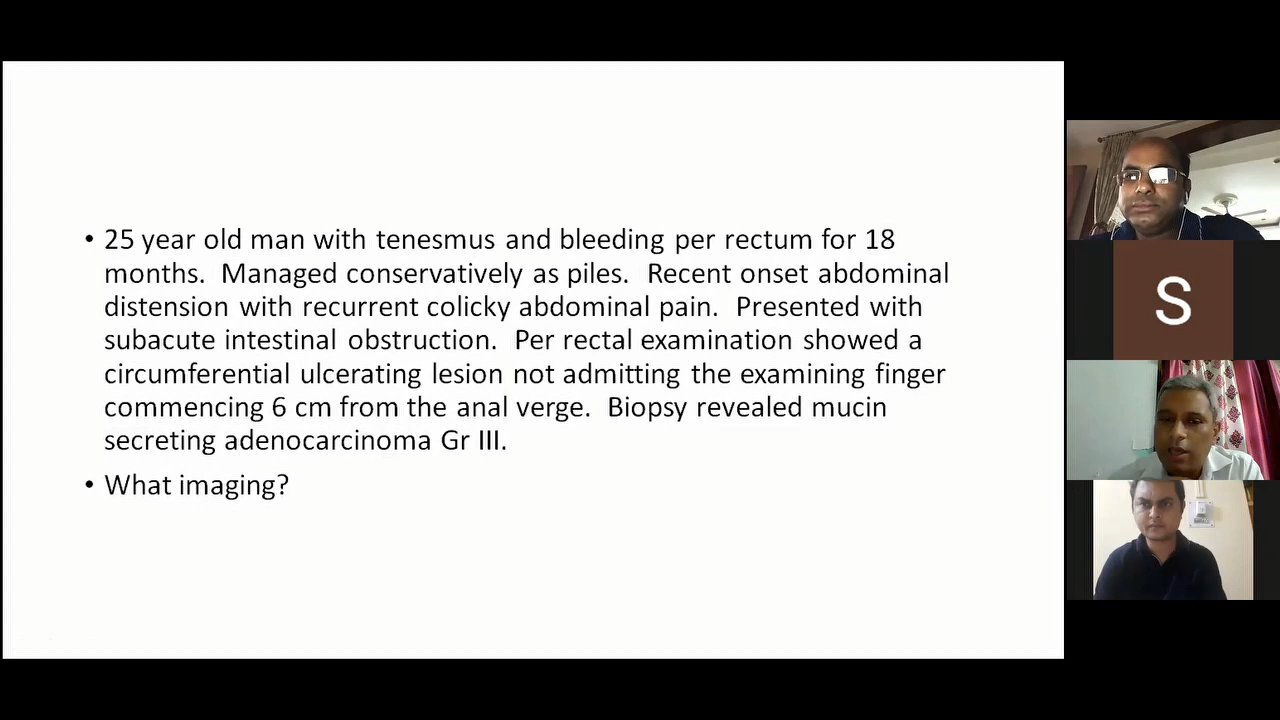 • 25 year old man with tenesmus and bleeding per rectum for 18
months. Managed conservatively as piles. Recent onset abdominal
distension with recurrent colicky abdominal pain. Presented with
subacute intestinal obstruction. Per rectal examination showed a
circumferential ulcerating lesion not admitting the examining finger
commencing 6 cm from the anal verge. Biopsy revealed mucin
secreting adenocarcinoma Gr III.
• What imaging?
S